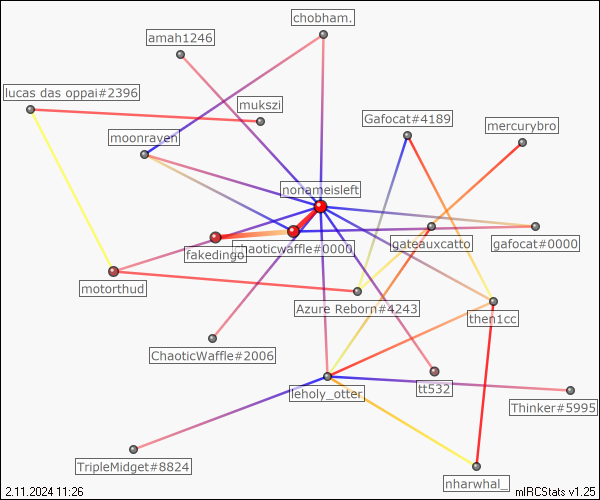 chobham.
amah1246
lucas das oppai#2396
mukszi
Gafocat#4189
mercurybro
moonraven
nonameisleft
chaoticwaffle#0000
gateauxcatto
gafocat#0000
fakedingo
motorthud
Azure Reborn#4243
then1cc
ChaoticWaffle#2006
leholy_otter
tt532
Thinker#5995
TripleMidget#8824
nharwhal_
2.11.2024 11:26
mIRCStats v1.25